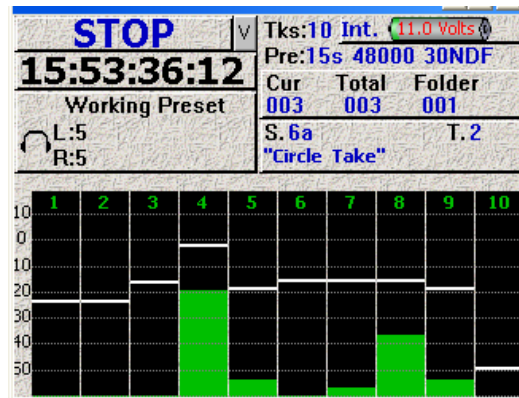 STOP V
15:53:36:12
Working Preset
L:5
R:5
Tks:10 Int. 11.0 Volts
Pre:15s 48000 30NDF
Cur Total Folder
003 003 001
S. 6a T. 2
"Circle Take"
1 2 3 4 5 6 7 8 9 10
10
0
10
20
30
40
50